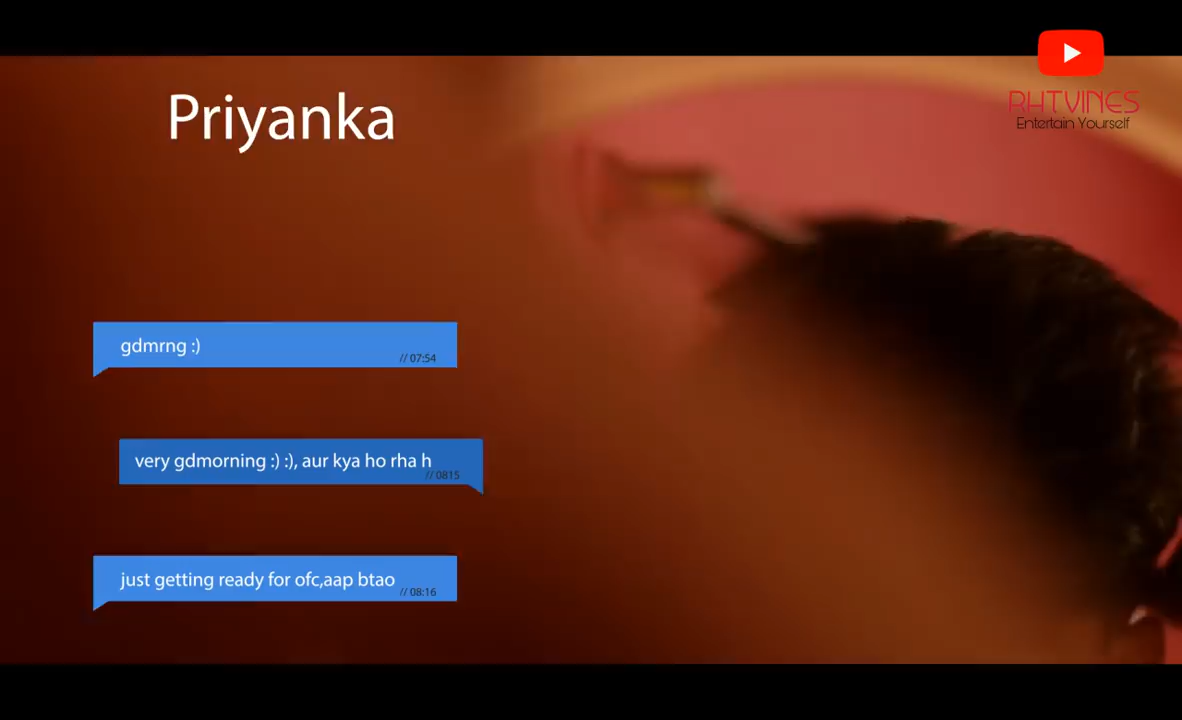 RHTVINES
Entertain Yourself
Priyanka
gdmrng :)
// 07:54
very gdmorning :) :), aur kya ho rha h
// 0815
just getting ready for ofc,aap btao
// 08:16